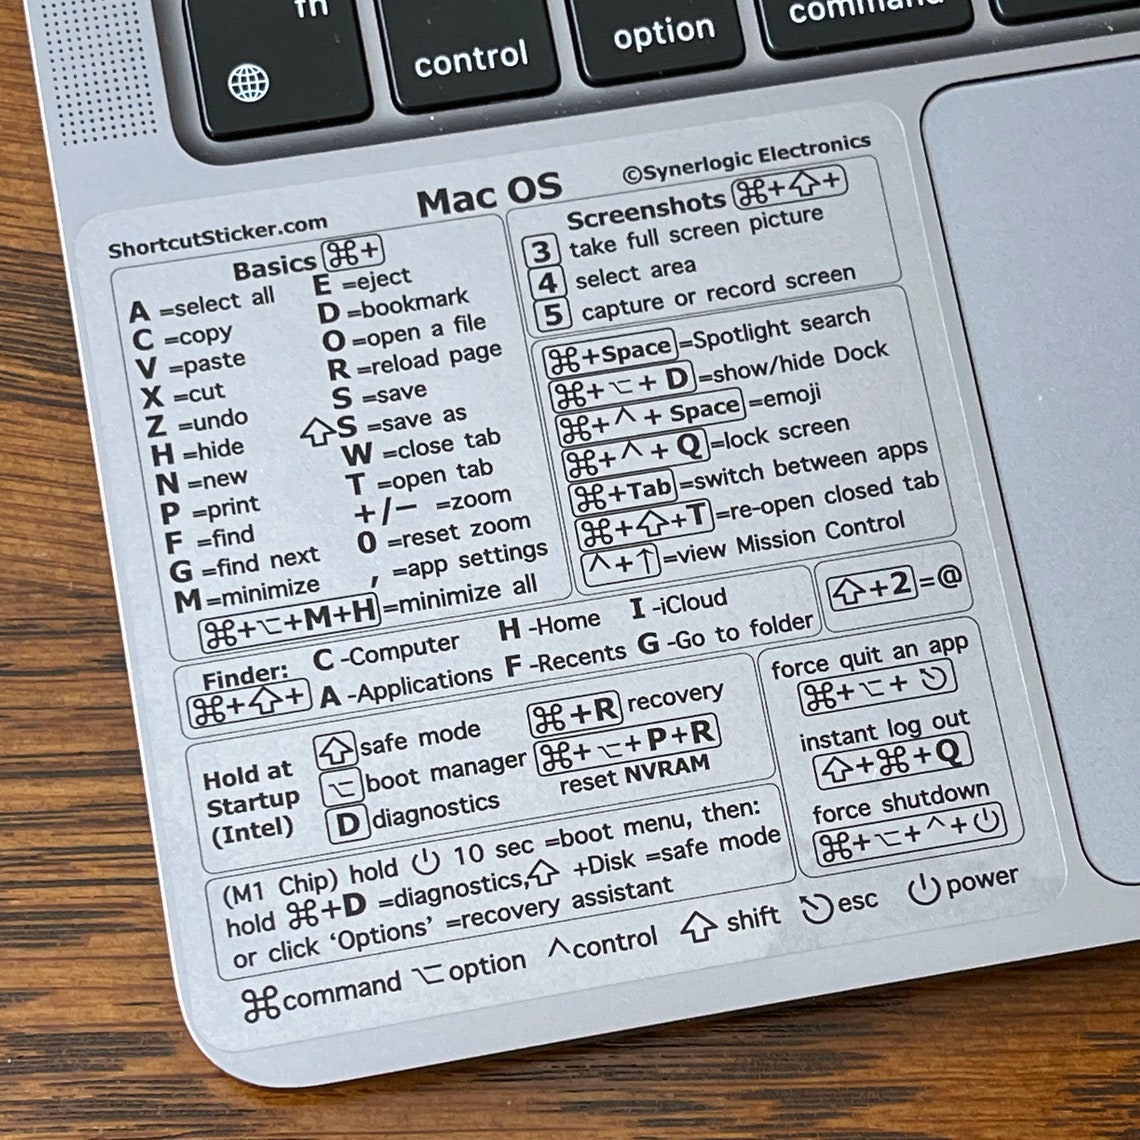 fn
control
option
command
ShortcutSticker.com
Mac OS
©Synerlogic Electronics
Basics ⌘+
A =select all
C =copy
V =paste
X =cut
Z =undo
H =hide
N =new
P =print
F =find
G =find next
M =minimize
E =eject
D =bookmark
O =open a file
R =reload page
S =save
⇧S =save as
W =close tab
T =open tab
+/− =zoom
0 =reset zoom
, =app settings
⌘+⌥+M+H =minimize all
Screenshots ⌘+⇧+
3 take full screen picture
4 select area
5 capture or record screen
⌘+Space =Spotlight search
⌘+⌥+ D =show/hide Dock
⌘+^ + Space =emoji
⌘+^ + Q =lock screen
⌘+Tab =switch between apps
⌘+⇧+T =re-open closed tab
^+↑ =view Mission Control
Finder:
⌘+⇧+
C -Computer H -Home I -iCloud
A -Applications F -Recents G -Go to folder
⇧+2 =@
Hold at
Startup
(Intel)
⇧ safe mode
⌥ boot manager
D diagnostics
⌘+R recovery
⌘+⌥+P+R
reset NVRAM
force quit an app
⌘+⌥+ ⎋
instant log out
⇧+⌘+Q
force shutdown
⌘+⌥+^+⏻
(M1 Chip) hold ⏻ 10 sec =boot menu, then:
hold ⌘+D =diagnostics,⇧ +Disk =safe mode
or click ‘Options’ =recovery assistant
⌘command ⌥option ^control ⇧ shift ⎋esc ⏻power